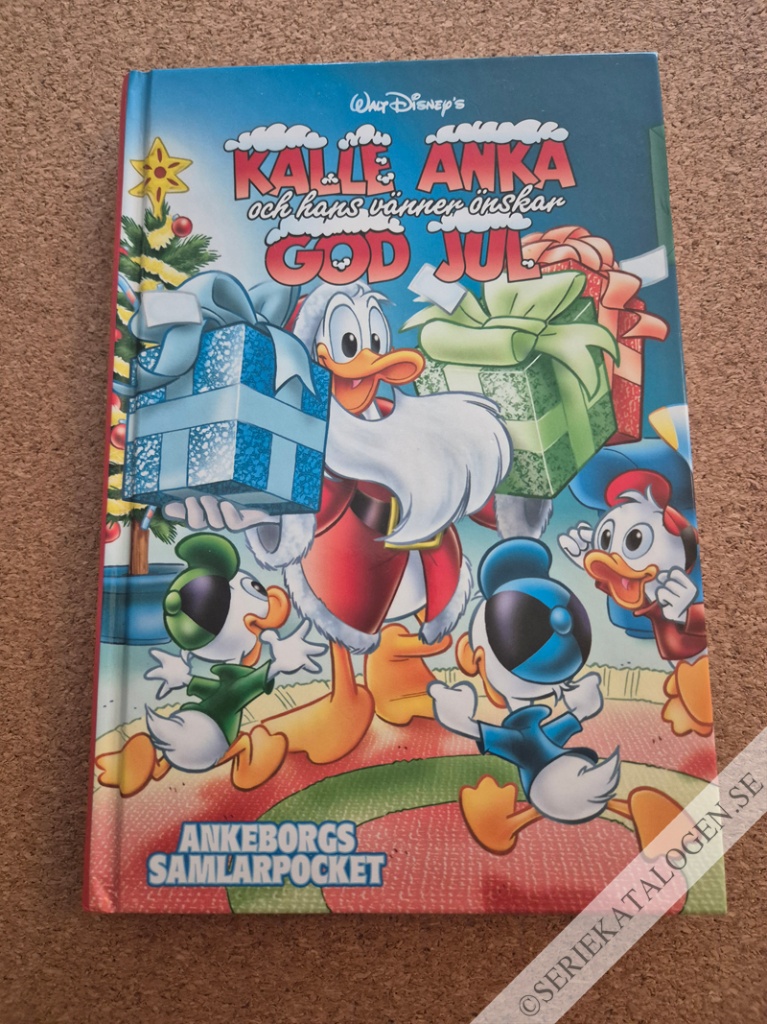 WALT DISNEY'S
KALLE ANKA
och hans vänner önskar
GOD JUL
ANKEBORGS
SAMLARPOCKET
©SERIEKATALOGEN.SE